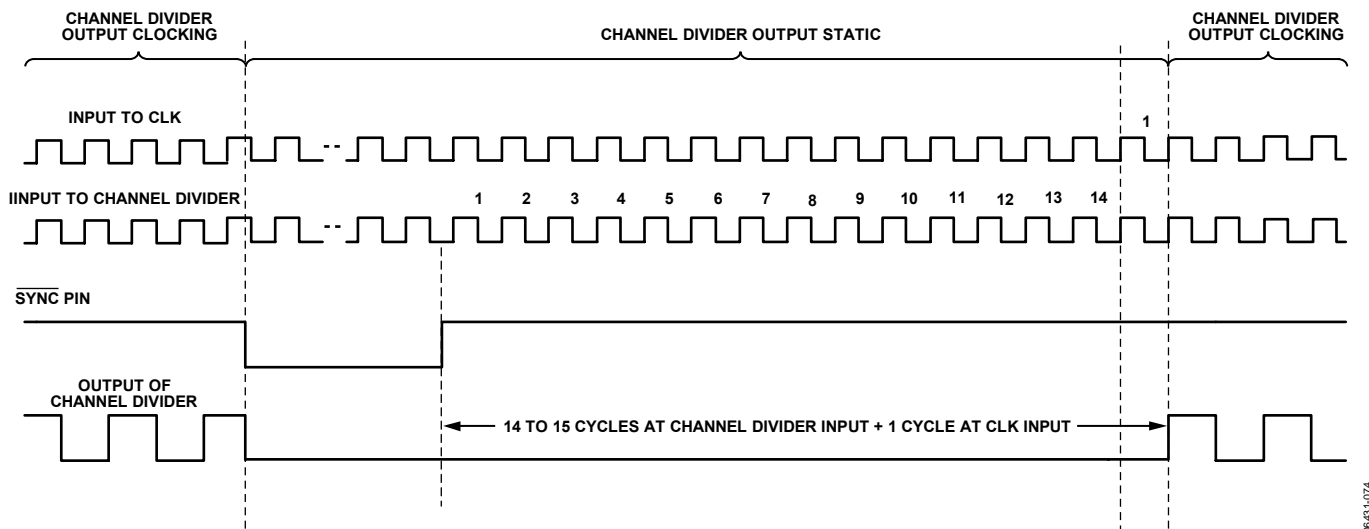 CHANNEL DIVIDER
OUTPUT CLOCKING
CHANNEL DIVIDER OUTPUT STATIC
CHANNEL DIVIDER
OUTPUT CLOCKING
INPUT TO CLK
1
IINPUT TO CHANNEL DIVIDER
1 2 3 4 5 6 7 8 9 10 11 12 13 14
SYNC PIN
OUTPUT OF
CHANNEL DIVIDER
14 TO 15 CYCLES AT CHANNEL DIVIDER INPUT + 1 CYCLE AT CLK INPUT